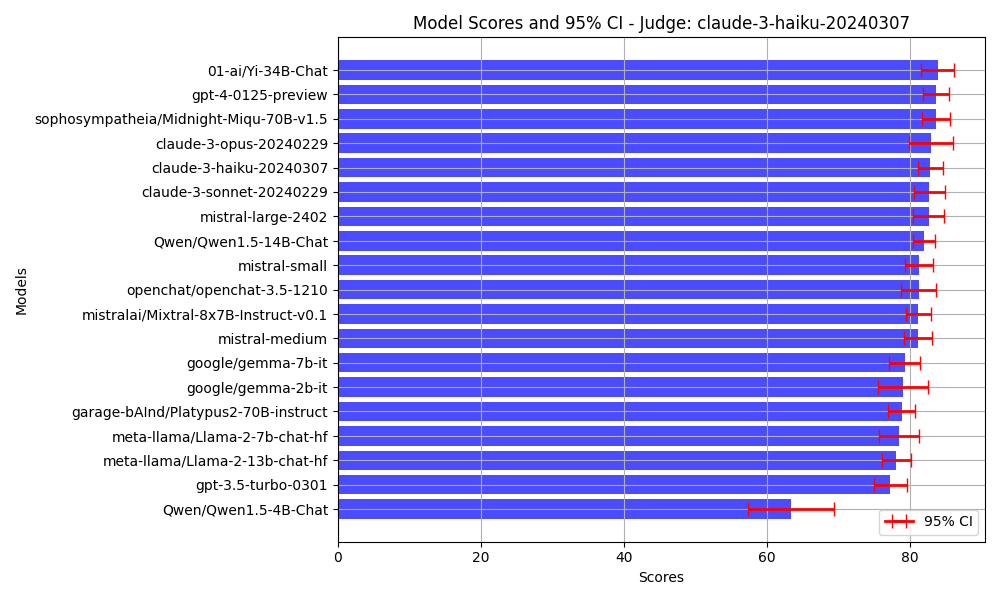 Model Scores and 95% CI - Judge: claude-3-haiku-20240307
Models
01-ai/Yi-34B-Chat
gpt-4-0125-preview
sophosympatheia/Midnight-Miqu-70B-v1.5
claude-3-opus-20240229
claude-3-haiku-20240307
claude-3-sonnet-20240229
mistral-large-2402
Qwen/Qwen1.5-14B-Chat
mistral-small
openchat/openchat-3.5-1210
mistralai/Mixtral-8x7B-Instruct-v0.1
mistral-medium
google/gemma-7b-it
google/gemma-2b-it
garage-bAInd/Platypus2-70B-instruct
meta-llama/Llama-2-7b-chat-hf
meta-llama/Llama-2-13b-chat-hf
gpt-3.5-turbo-0301
Qwen/Qwen1.5-4B-Chat
95% CI
0 20 40 60 80
Scores